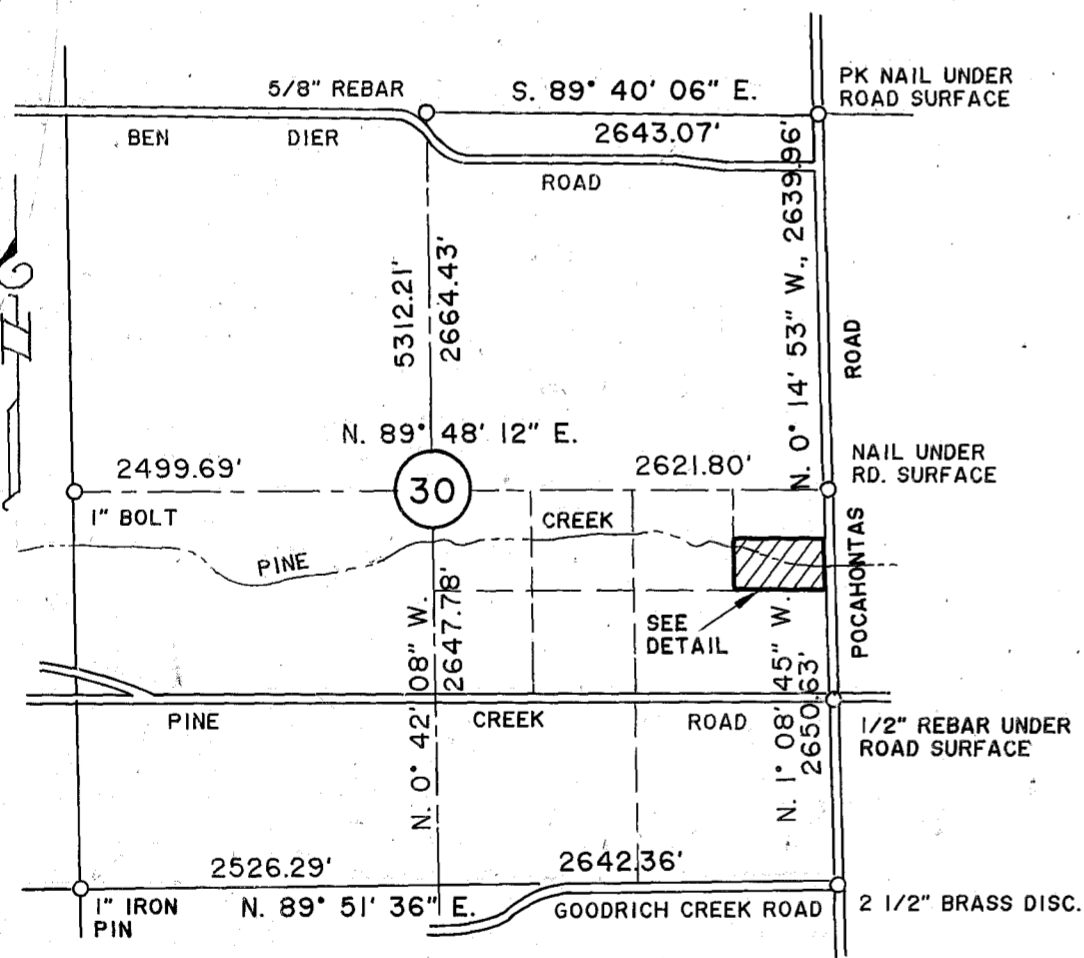 5/8" REBAR
S. 89° 40' 06" E.
PK NAIL UNDER
ROAD SURFACE
BEN DIER
2643.07'
ROAD
N. 0° 14' 53" W., 2639.96'
5312.21'
2664.43'
ROAD
N. 89° 48' 12" E.
2499.69'
30
2621.80'
NAIL UNDER
RD. SURFACE
1" BOLT
CREEK
PINE
POCAHONTAS
SEE
DETAIL
N. 0° 42' 08" W.
2647.78'
N. 1° 08' 45" W.
2650.63'
PINE CREEK ROAD
1/2" REBAR UNDER
ROAD SURFACE
2526.29'
2642.36'
1" IRON
PIN
N. 89° 51' 36" E.
GOODRICH CREEK ROAD
2 1/2" BRASS DISC.